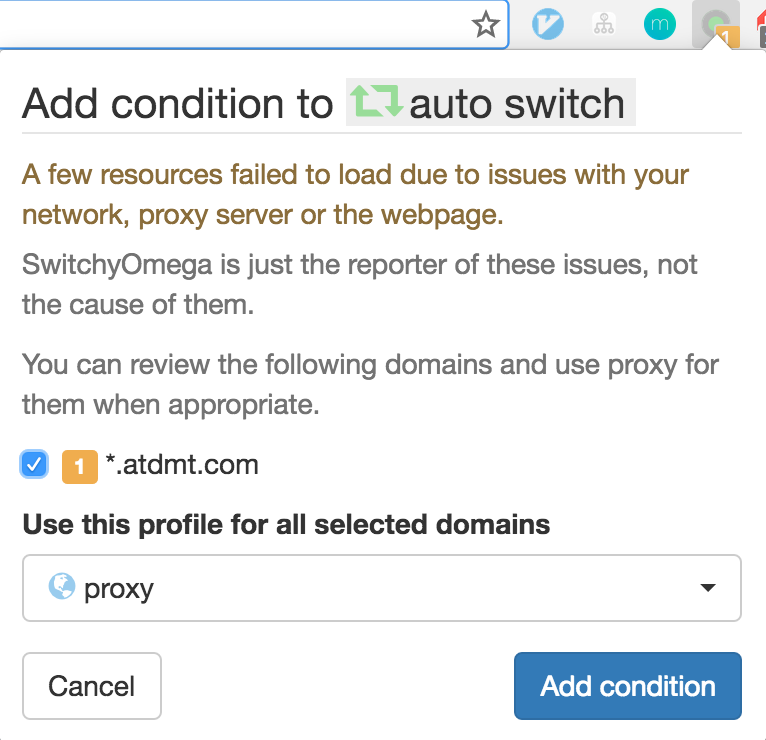 m
1
Add condition to auto switch
A few resources failed to load due to issues with your
network, proxy server or the webpage.
SwitchyOmega is just the reporter of these issues, not
the cause of them.
You can review the following domains and use proxy for
them when appropriate.
1 *.atdmt.com
Use this profile for all selected domains
proxy
Cancel
Add condition